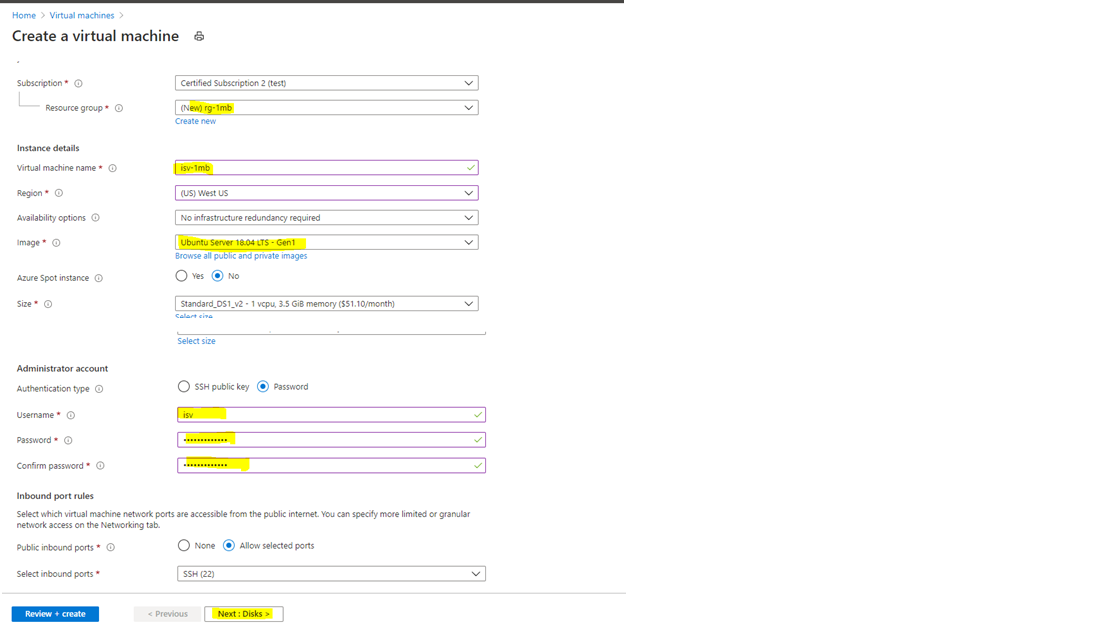 Home > Virtual machines >
Create a virtual machine
Subscription * Certified Subscription 2 (test)
Resource group * (New) rg-1mb
Create new
Instance details
Virtual machine name * isv-1mb
Region * (US) West US
Availability options No infrastructure redundancy required
Image * Ubuntu Server 18.04 LTS - Gen1
Browse all public and private images
Azure Spot instance Yes No
Size * Standard_DS1_v2 - 1 vcpu, 3.5 GiB memory ($51.10/month)
Select size
Select size
Administrator account
Authentication type SSH public key Password
Username * isv
Password * •••••••••••••
Confirm password * •••••••••••••
Inbound port rules
Select which virtual machine network ports are accessible from the public internet. You can specify more limited or granular
network access on the Networking tab.
Public inbound ports * None Allow selected ports
Select inbound ports * SSH (22)
Review + create < Previous Next : Disks >